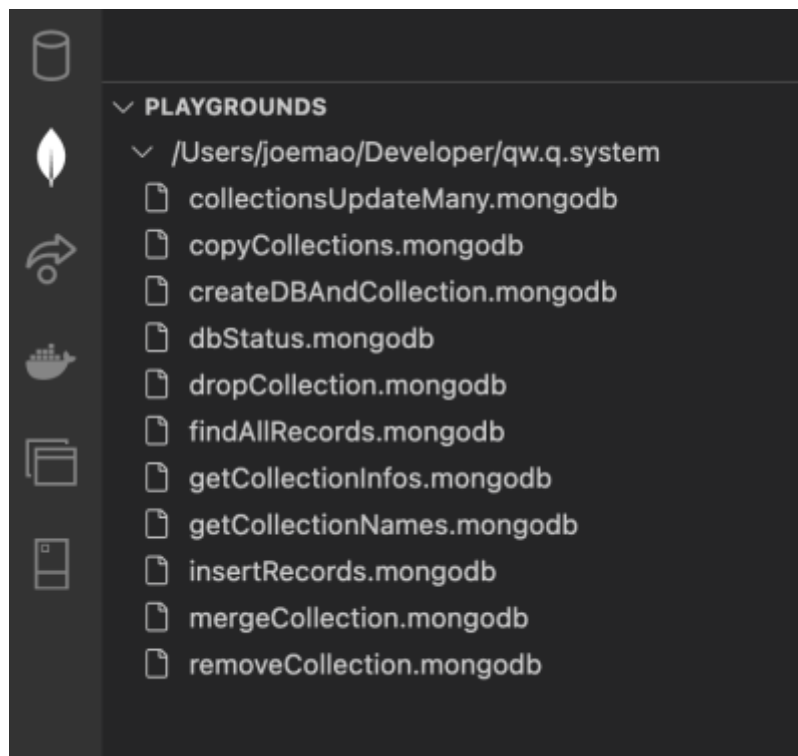 PLAYGROUNDS
/Users/joemao/Developer/qw.q.system
collectionsUpdateMany.mongodb
copyCollections.mongodb
createDBAndCollection.mongodb
dbStatus.mongodb
dropCollection.mongodb
findAllRecords.mongodb
getCollectionInfos.mongodb
getCollectionNames.mongodb
insertRecords.mongodb
mergeCollection.mongodb
removeCollection.mongodb